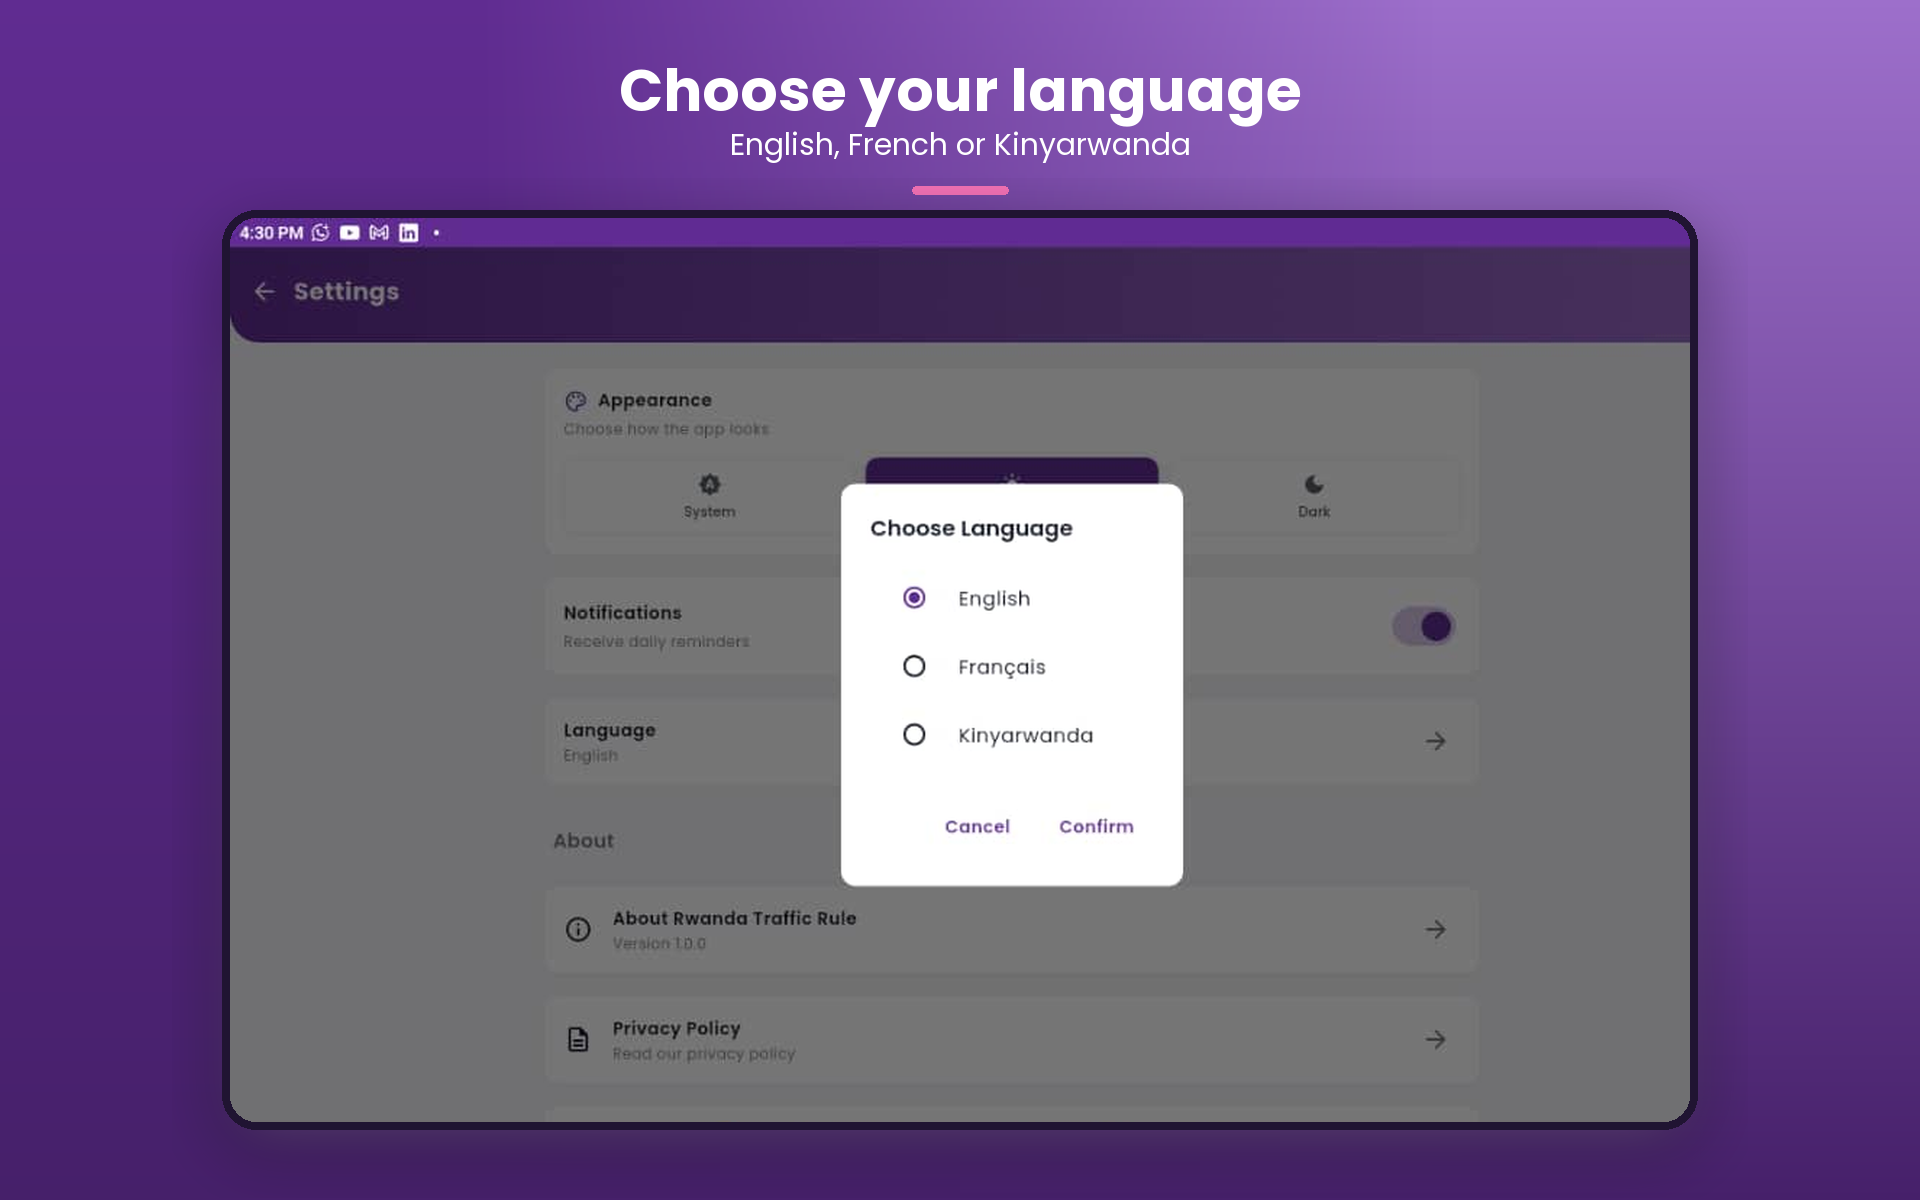 Choose your language
English, French or Kinyarwanda
4:30 PM
Settings
Appearance
Choose how the app looks
System
Dark
Choose Language
English
Français
Kinyarwanda
Cancel
Confirm
Notifications
Receive daily reminders
Language
English
About
About Rwanda Traffic Rule
Version 1.0.0
Privacy Policy
Read our privacy policy